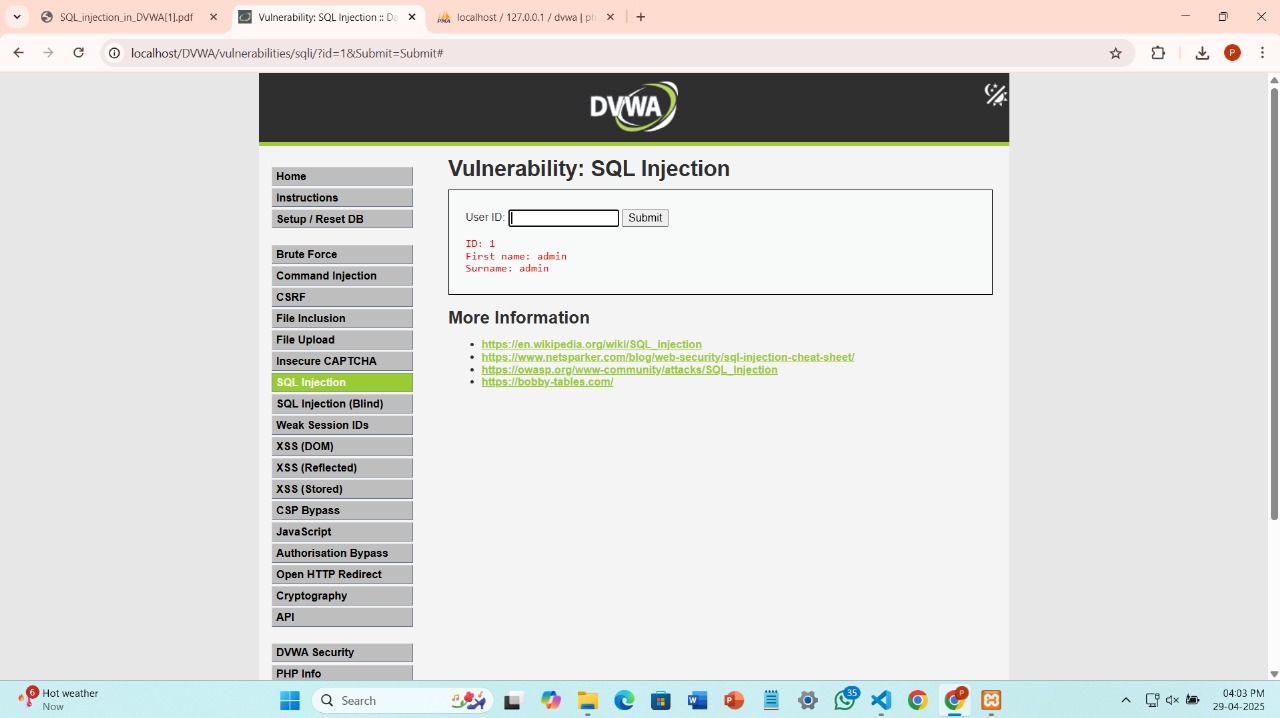 SQL_injection_in_DVWA[1].pdf
Vulnerability: SQL Injection :: Da
localhost / 127.0.0.1 / dvwa | ph
localhost/DVWA/vulnerabilities/sqli/?id=1&Submit=Submit#
P
DVWA
Home
Instructions
Setup / Reset DB
Brute Force
Command Injection
CSRF
File Inclusion
File Upload
Insecure CAPTCHA
SQL Injection
SQL Injection (Blind)
Weak Session IDs
XSS (DOM)
XSS (Reflected)
XSS (Stored)
CSP Bypass
JavaScript
Authorisation Bypass
Open HTTP Redirect
Cryptography
API
DVWA Security
PHP Info
Vulnerability: SQL Injection
User ID: Submit
ID: 1
First name: admin
Surname: admin
More Information
https://en.wikipedia.org/wiki/SQL_injection
https://www.netsparker.com/blog/web-security/sql-injection-cheat-sheet/
https://owasp.org/www-community/attacks/SQL_Injection
https://bobby-tables.com/
6
Hot weather
Now
Search
35
P
04:03 PM
29-04-2025